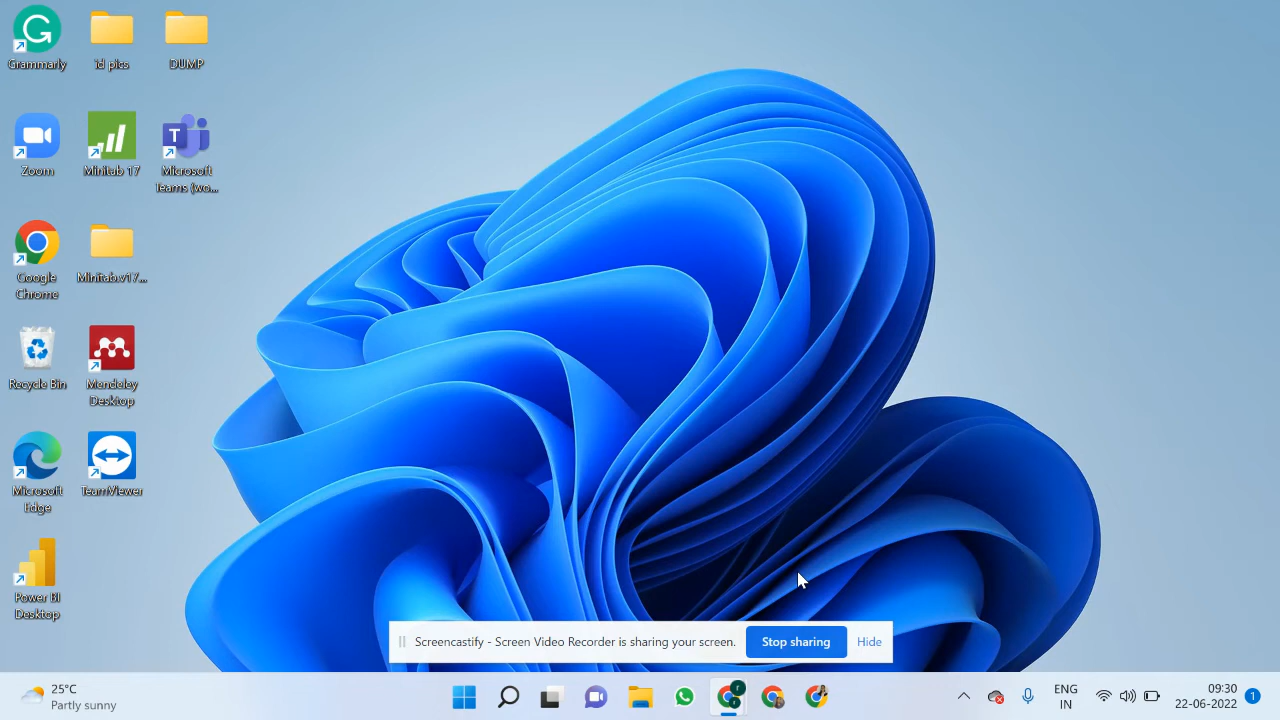 Grammarly
id pics
DUMP
Zoom
Minitab 17
Microsoft
Teams (wo...
Google
Chrome
Minitab.v17...
Recycle Bin
Mendeley
Desktop
Microsoft
Edge
TeamViewer
Power BI
Desktop
Screencastify - Screen Video Recorder is sharing your screen.
Stop sharing
Hide
25°C
Partly sunny
ENG
IN
09:30
22-06-2022
1